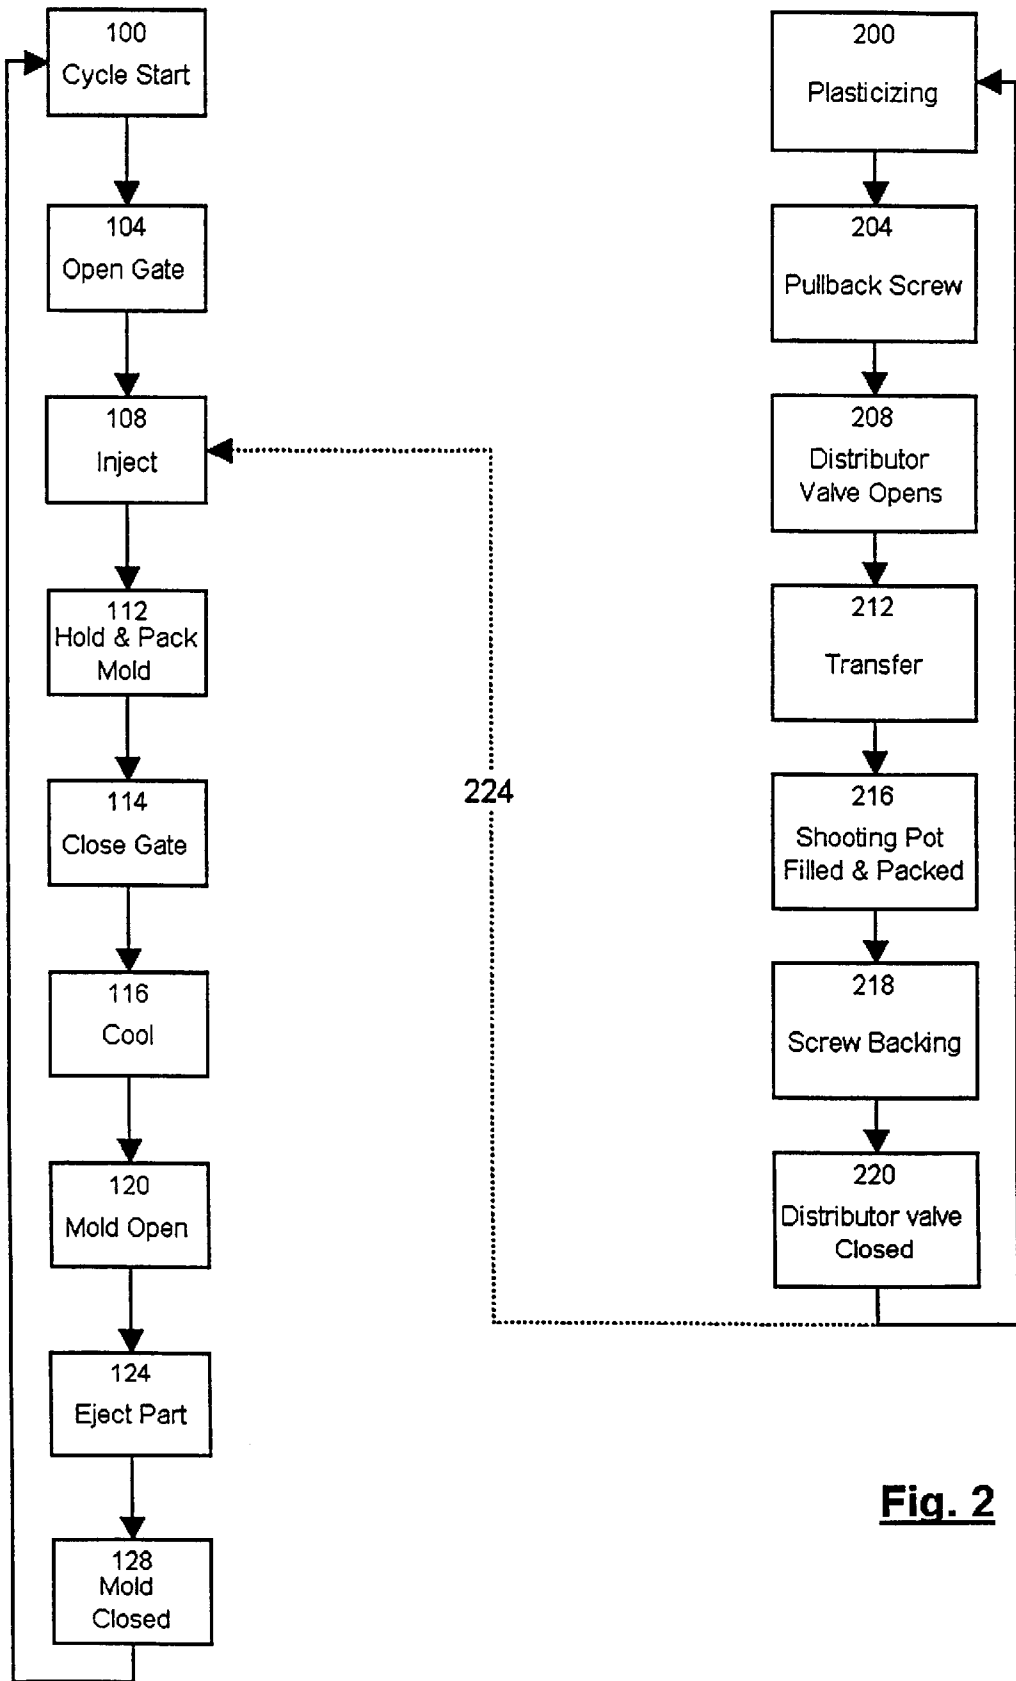 100
Cycle Start
104
Open Gate
108
Inject
112
Hold & Pack
Mold
114
Close Gate
116
Cool
120
Mold Open
124
Eject Part
128
Mold
Closed
224
200
Plasticizing
204
Pullback Screw
208
Distributor
Valve Opens
212
Transfer
216
Shooting Pot
Filled & Packed
218
Screw Backing
220
Distributor valve
Closed
Fig. 2